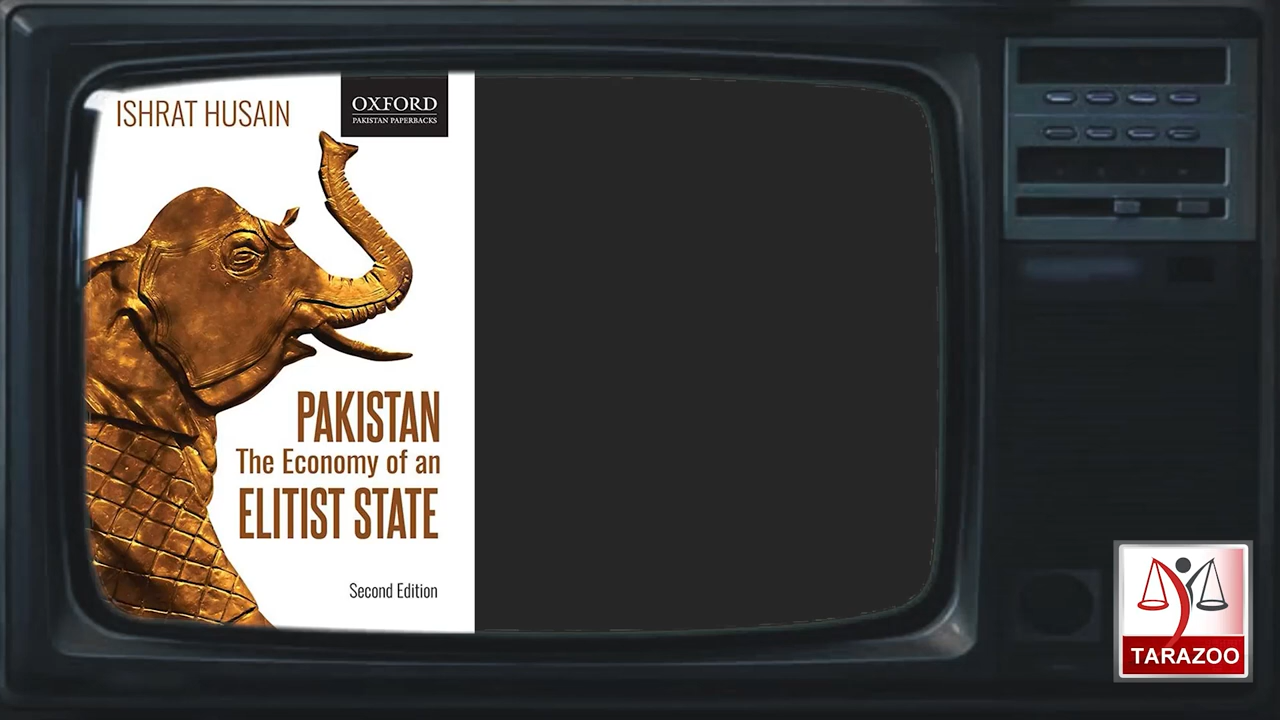 ISHRAT HUSAIN
OXFORD
PAKISTAN PAPERBACKS
PAKISTAN
The Economy of an
ELITIST STATE
Second Edition
TARAZOO